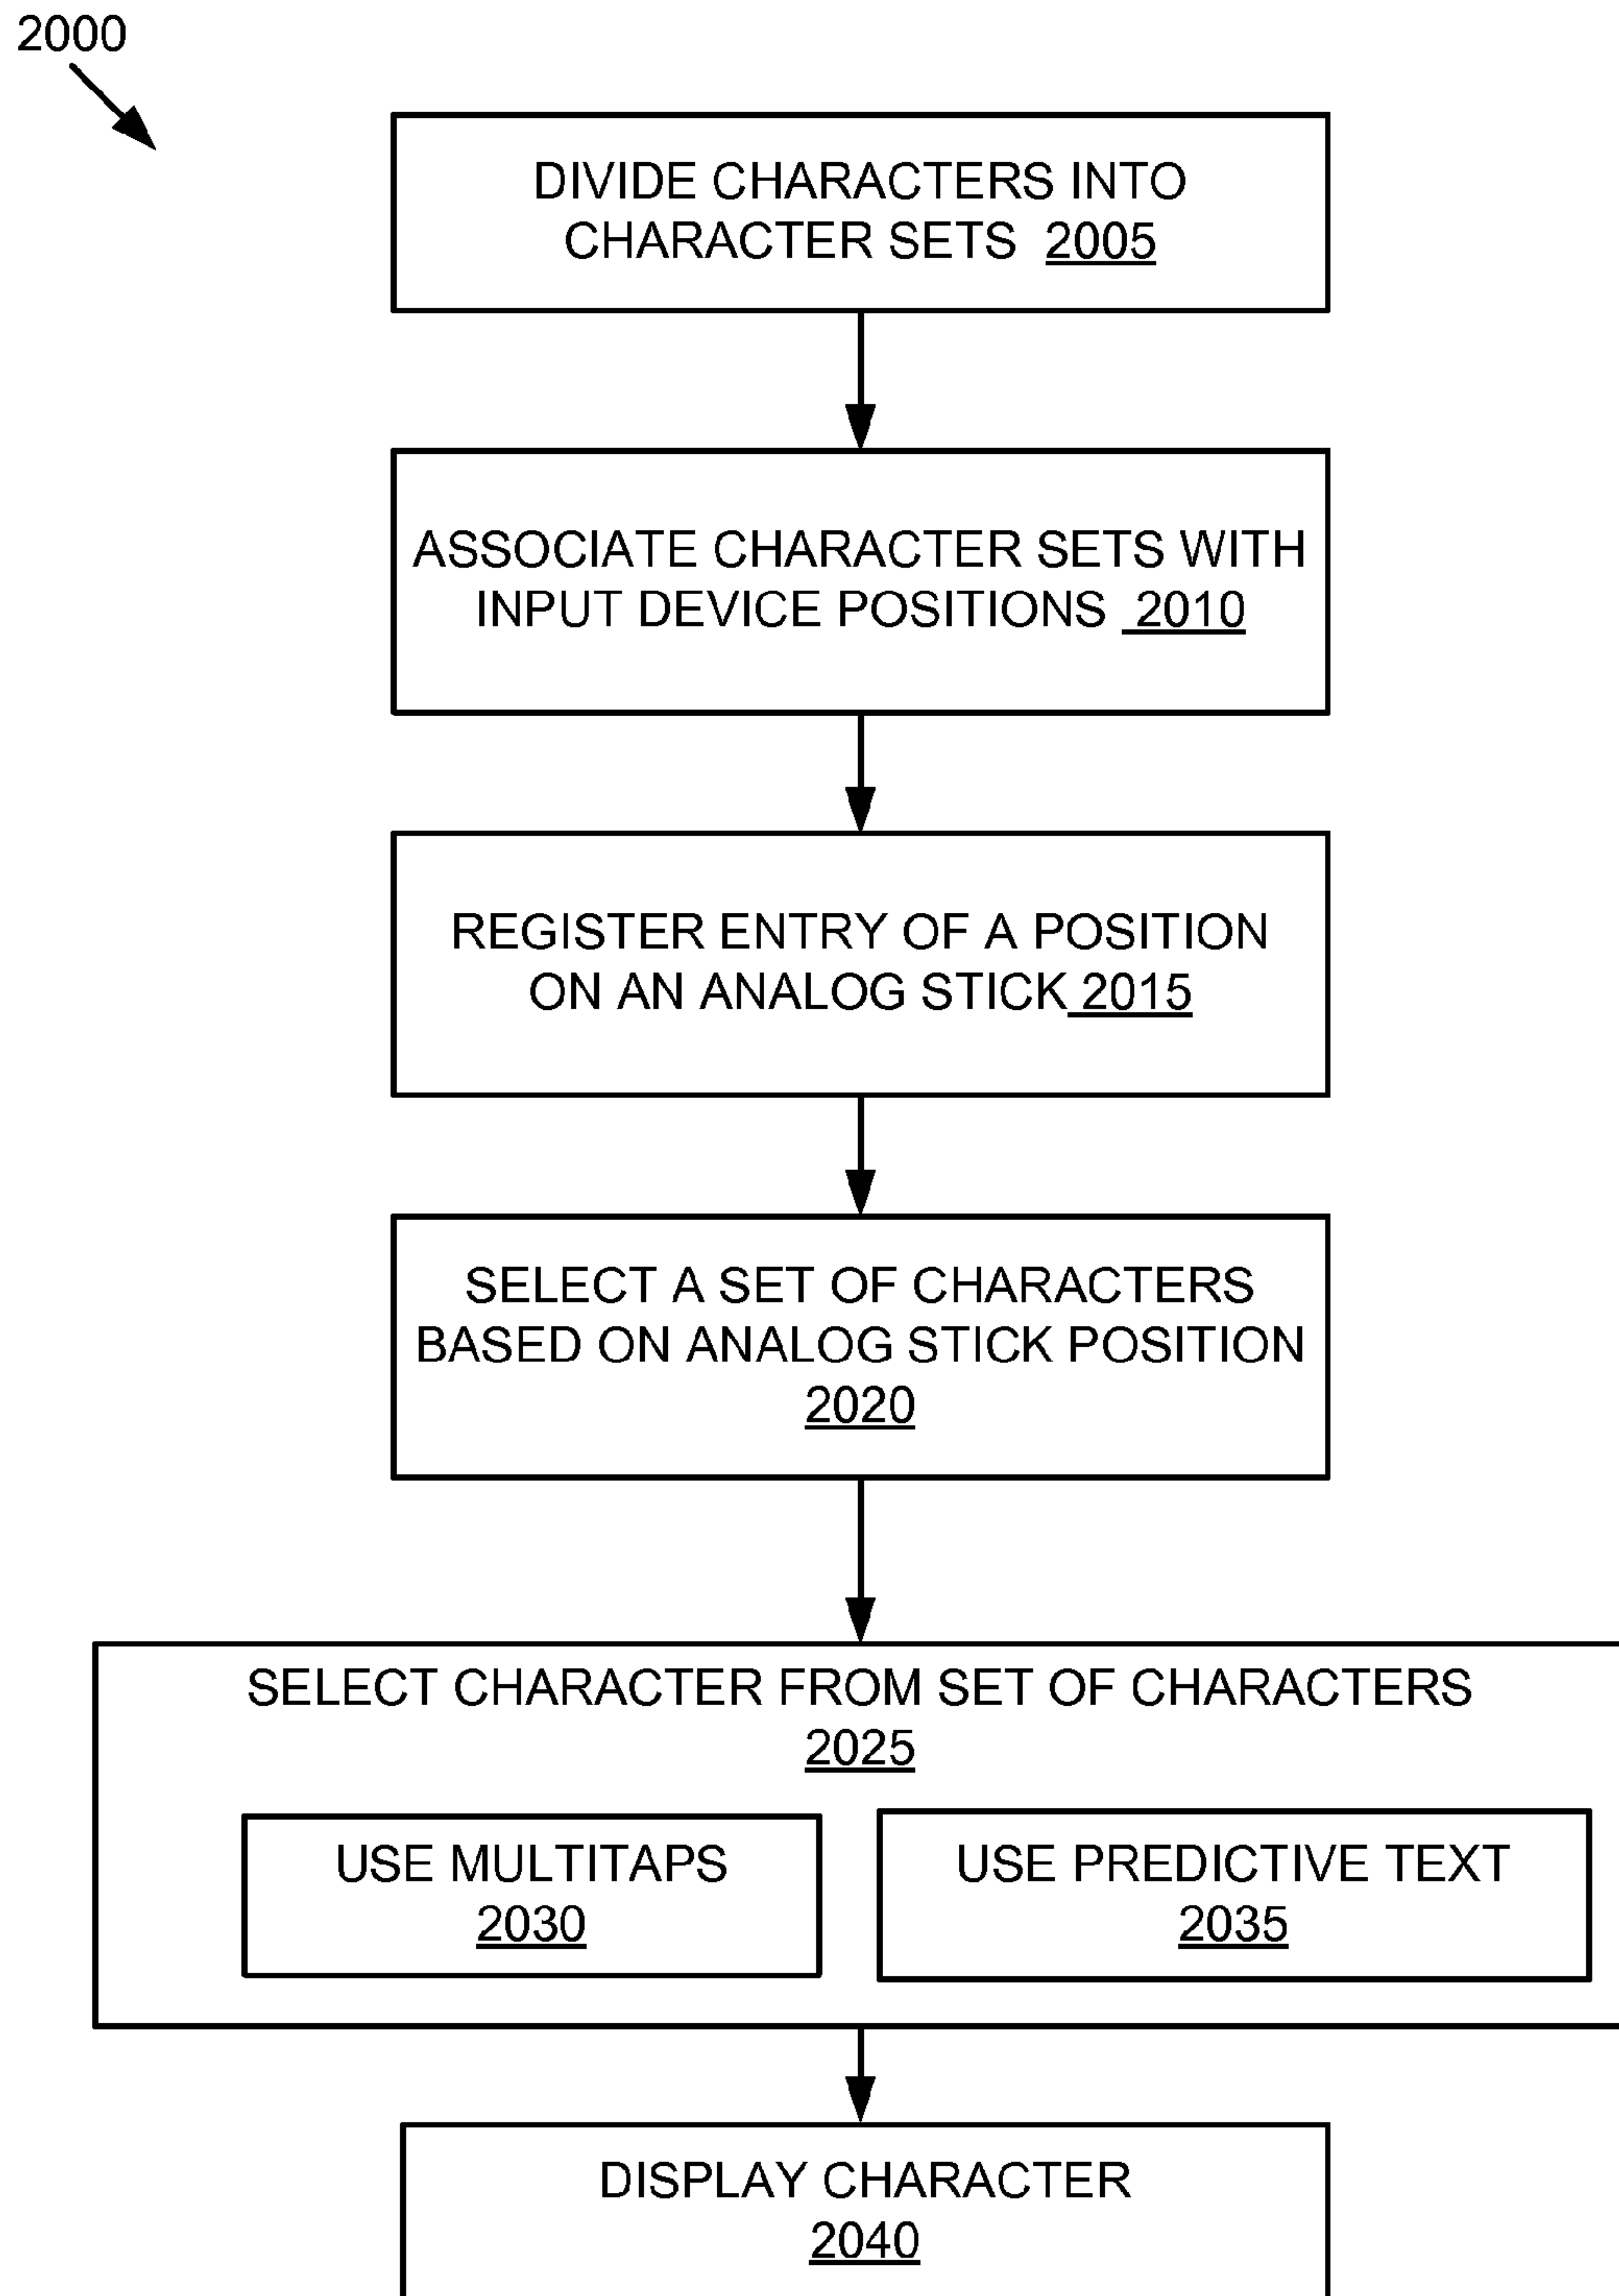 2000
DIVIDE CHARACTERS INTO
CHARACTER SETS 2005
ASSOCIATE CHARACTER SETS WITH
INPUT DEVICE POSITIONS 2010
REGISTER ENTRY OF A POSITION
ON AN ANALOG STICK 2015
SELECT A SET OF CHARACTERS
BASED ON ANALOG STICK POSITION
2020
SELECT CHARACTER FROM SET OF CHARACTERS
2025
USE MULTITAPS
2030
USE PREDICTIVE TEXT
2035
DISPLAY CHARACTER
2040